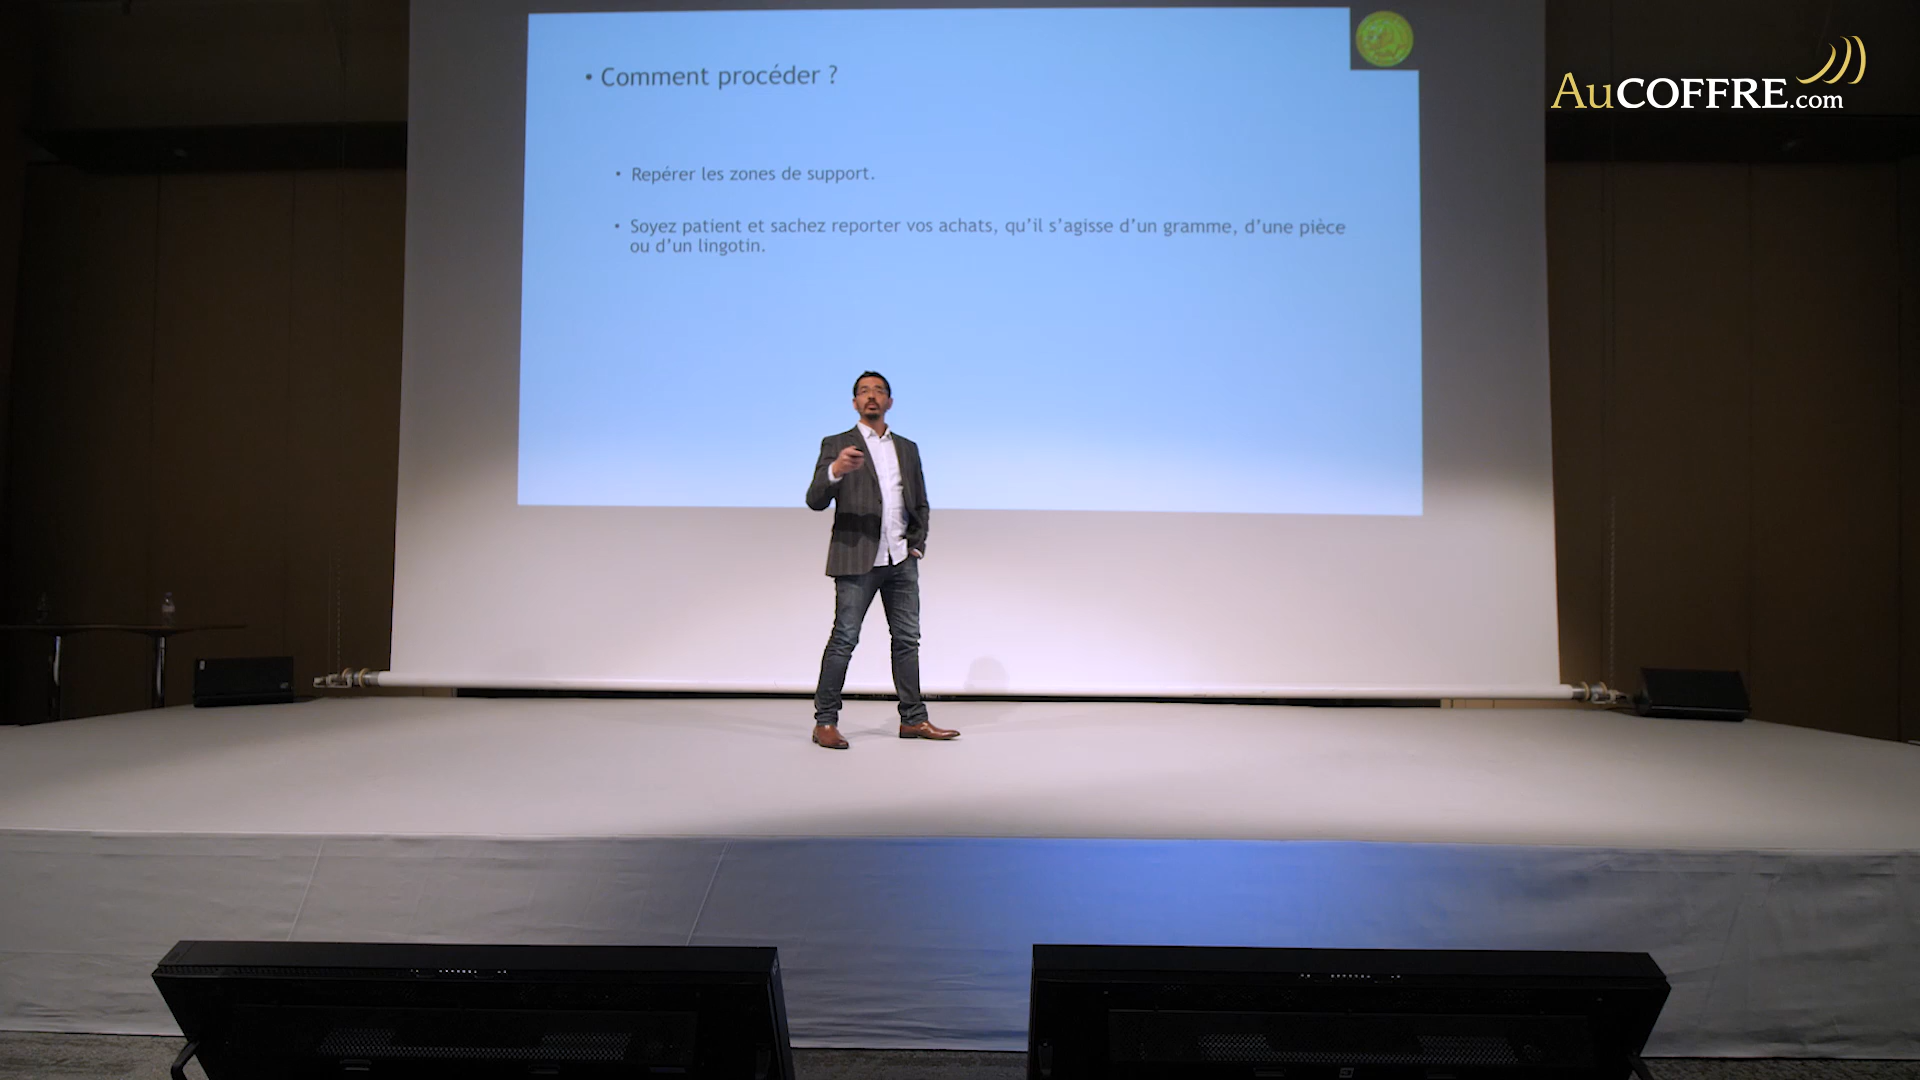 • Comment procéder ?
AuCOFFRE.com
• Repérer les zones de support.
• Soyez patient et sachez reporter vos achats, qu’il s’agisse d’un gramme, d’une pièce
ou d’un lingotin.